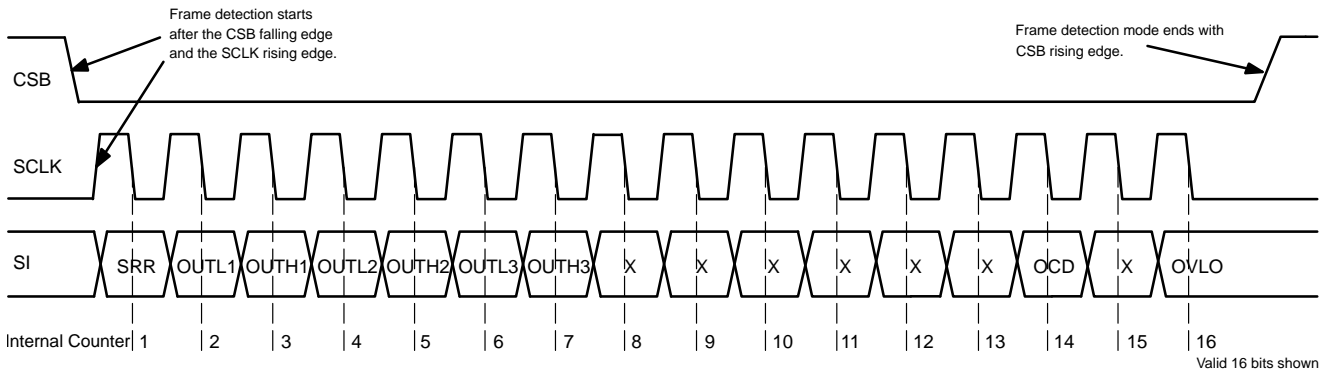 Frame detection starts
after the CSB falling edge
and the SCLK rising edge.
Frame detection mode ends with
CSB rising edge.
CSB
SCLK
SI SRR OUTL1 OUTH1 OUTL2 OUTH2 OUTL3 OUTH3 X X X X X X OCD X OVLO
Internal Counter 1 2 3 4 5 6 7 8 9 10 11 12 13 14 15 16
Valid 16 bits shown